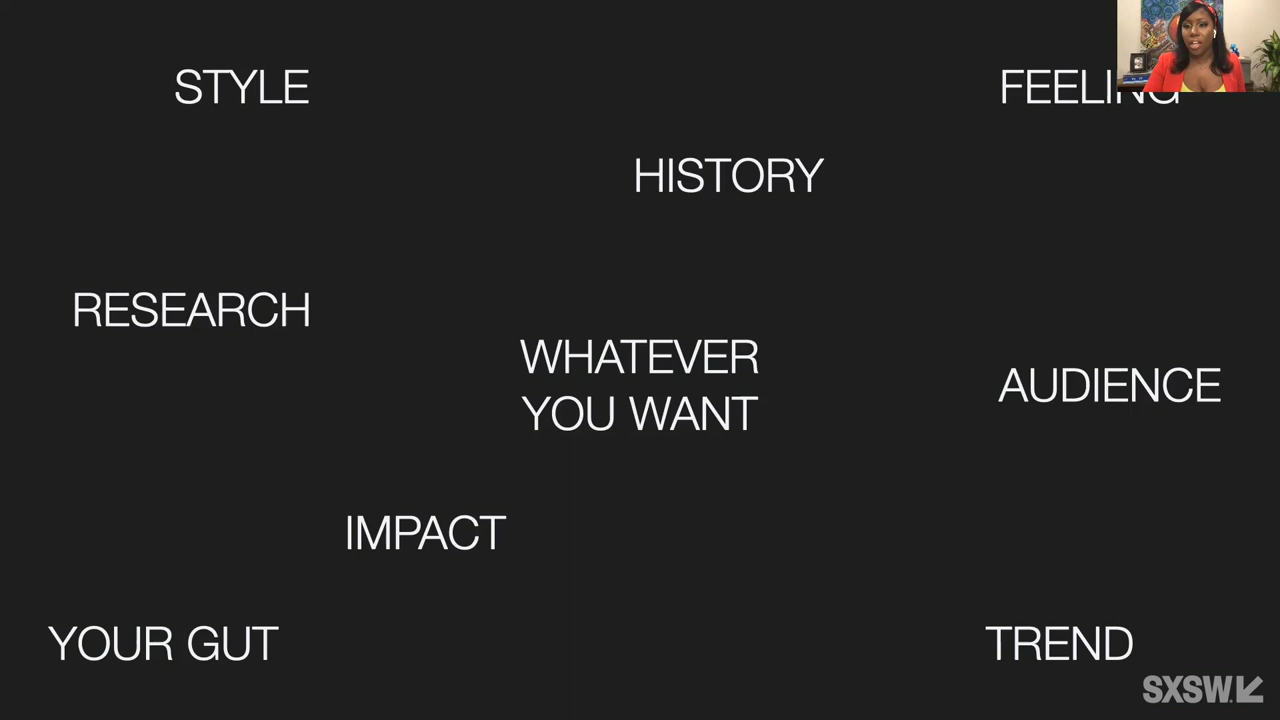 STYLE
FEELING
HISTORY
RESEARCH
WHATEVER
YOU WANT
AUDIENCE
IMPACT
YOUR GUT
TREND
SXSW.